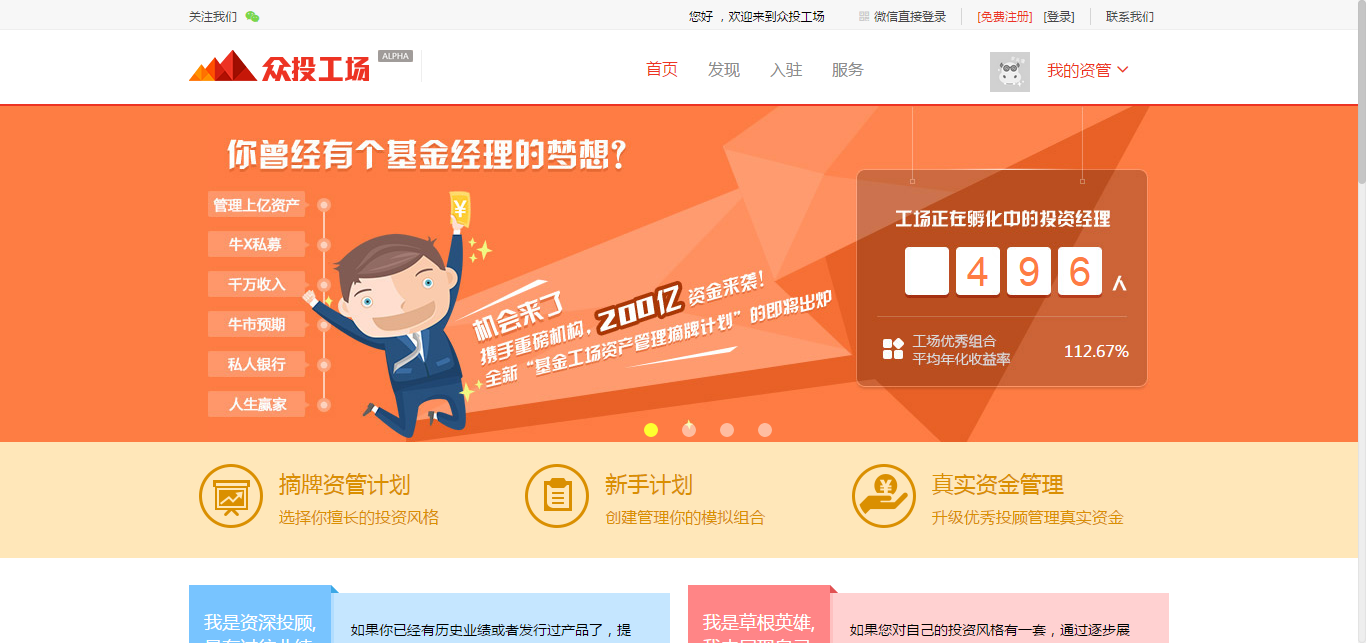 关注我们
您好 ，欢迎来到众投工场
微信直接登录
[免费注册]
[登录]
联系我们
众投工场
ALPHA
首页
发现
入驻
服务
我的资管
你曾经有个基金经理的梦想?
管理上亿资产
牛X私募
千万收入
牛市预期
私人银行
人生赢家
¥
机会来了
携手重磅机构, 200亿 资金来袭!
全新“基金工场资产管理摘牌计划”的即将出炉
工场正在孵化中的投资经理
496
人
工场优秀组合
平均年化收益率
112.67%
摘牌资管计划
选择你擅长的投资风格
新手计划
创建管理你的模拟组合
¥
真实资金管理
升级优秀投顾管理真实资金
我是资深投顾,
如果你已经有历史业绩或者发行过产品了，提
我是草根英雄,
如果您对自己的投资风格有一套，通过逐步展